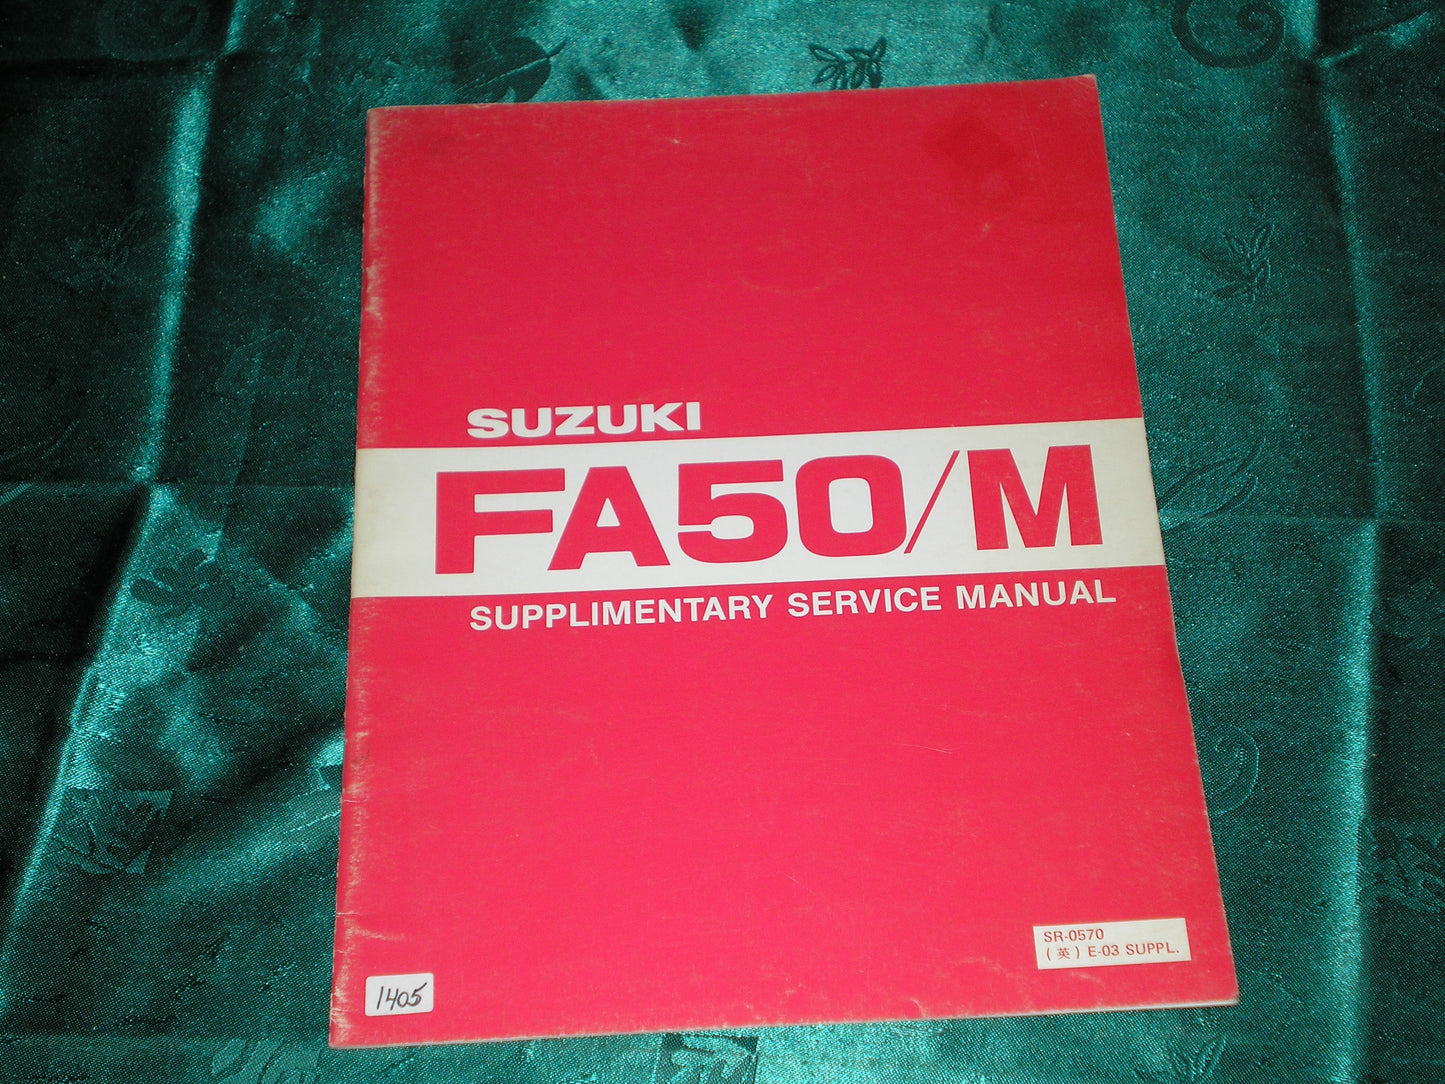 SUZUKI
FA50/M
SUPPLIMENTARY SERVICE MANUAL
SR-0570
(英) E-03 SUPPL.
1405